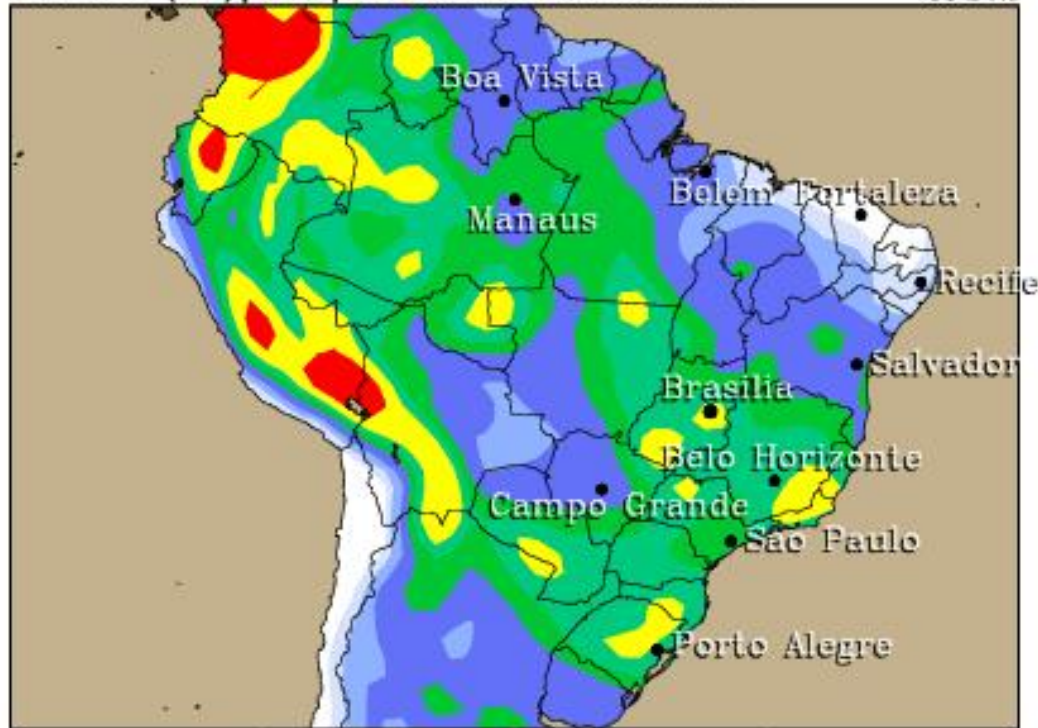 Boa Vista
Belem Fortaleza
Manaus
Recife
Salvador
Brasilia
Belo Horizonte
Campo Grande
Sao Paulo
Porto Alegre